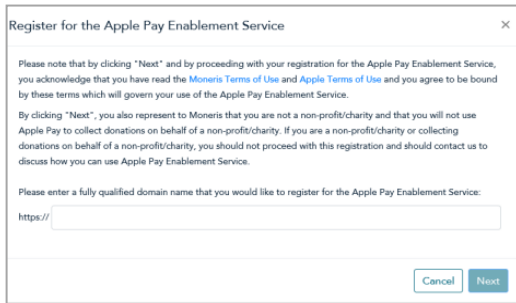 Register for the Apple Pay Enablement Service ×
Please note that by clicking "Next" and by proceeding with your registration for the Apple Pay Enablement Service,
you acknowledge that you have read the Moneris Terms of Use and Apple Terms of Use and you agree to be bound
by these terms which will govern your use of the Apple Pay Enablement Service.
By clicking "Next", you also represent to Moneris that you are not a non-profit/charity and that you will not use
Apple Pay to collect donations on behalf of a non-profit/charity. If you are a non-profit/charity or collecting
donations on behalf of a non-profit/charity, you should not proceed with this registration and should contact us to
discuss how you can use Apple Pay Enablement Service.
Please enter a fully qualified domain name that you would like to register for the Apple Pay Enablement Service:
https://
Cancel Next